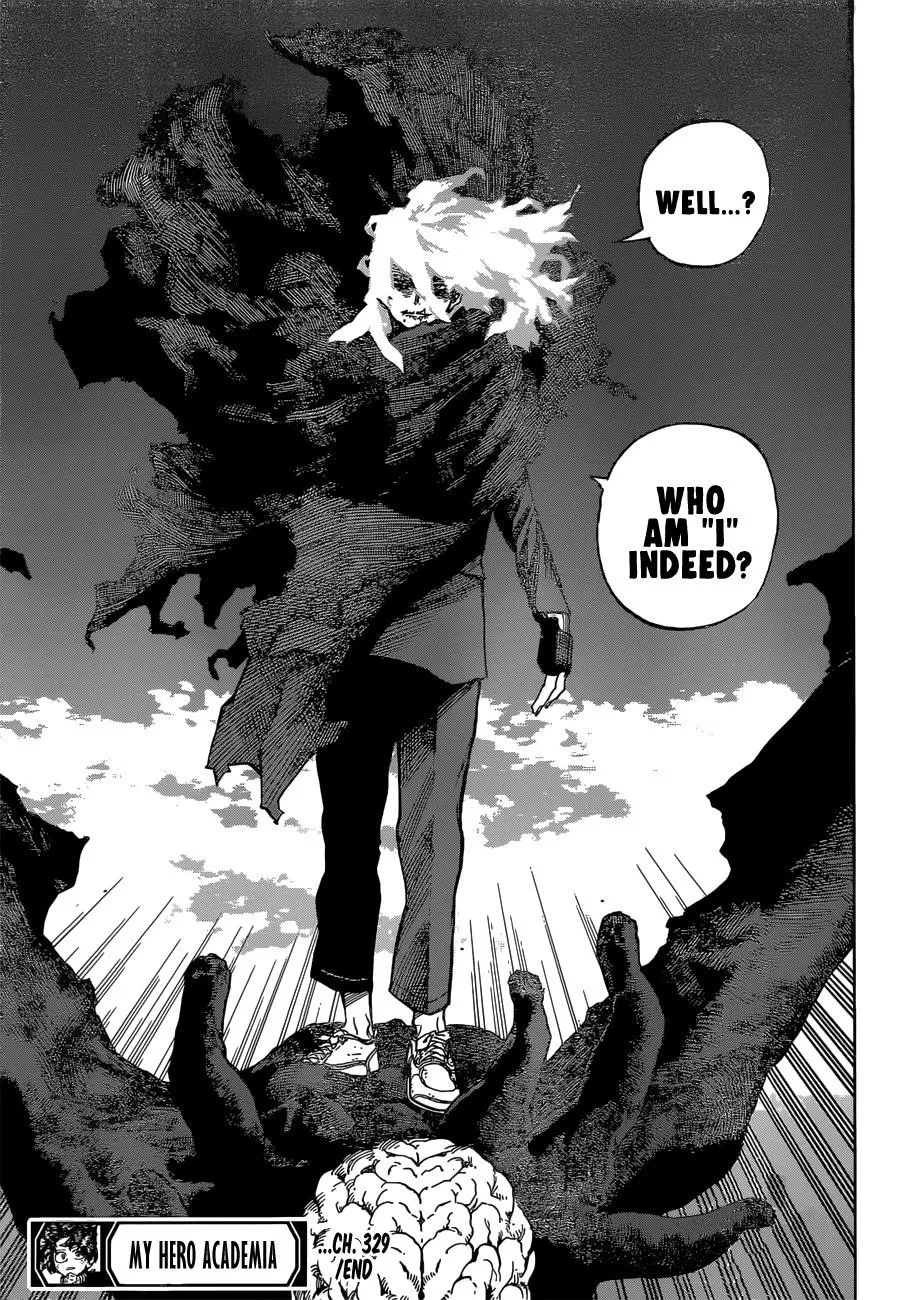 WELL...?
WHO
AM "I"
INDEED?
MY HERO ACADEMIA
...CH. 329
/END